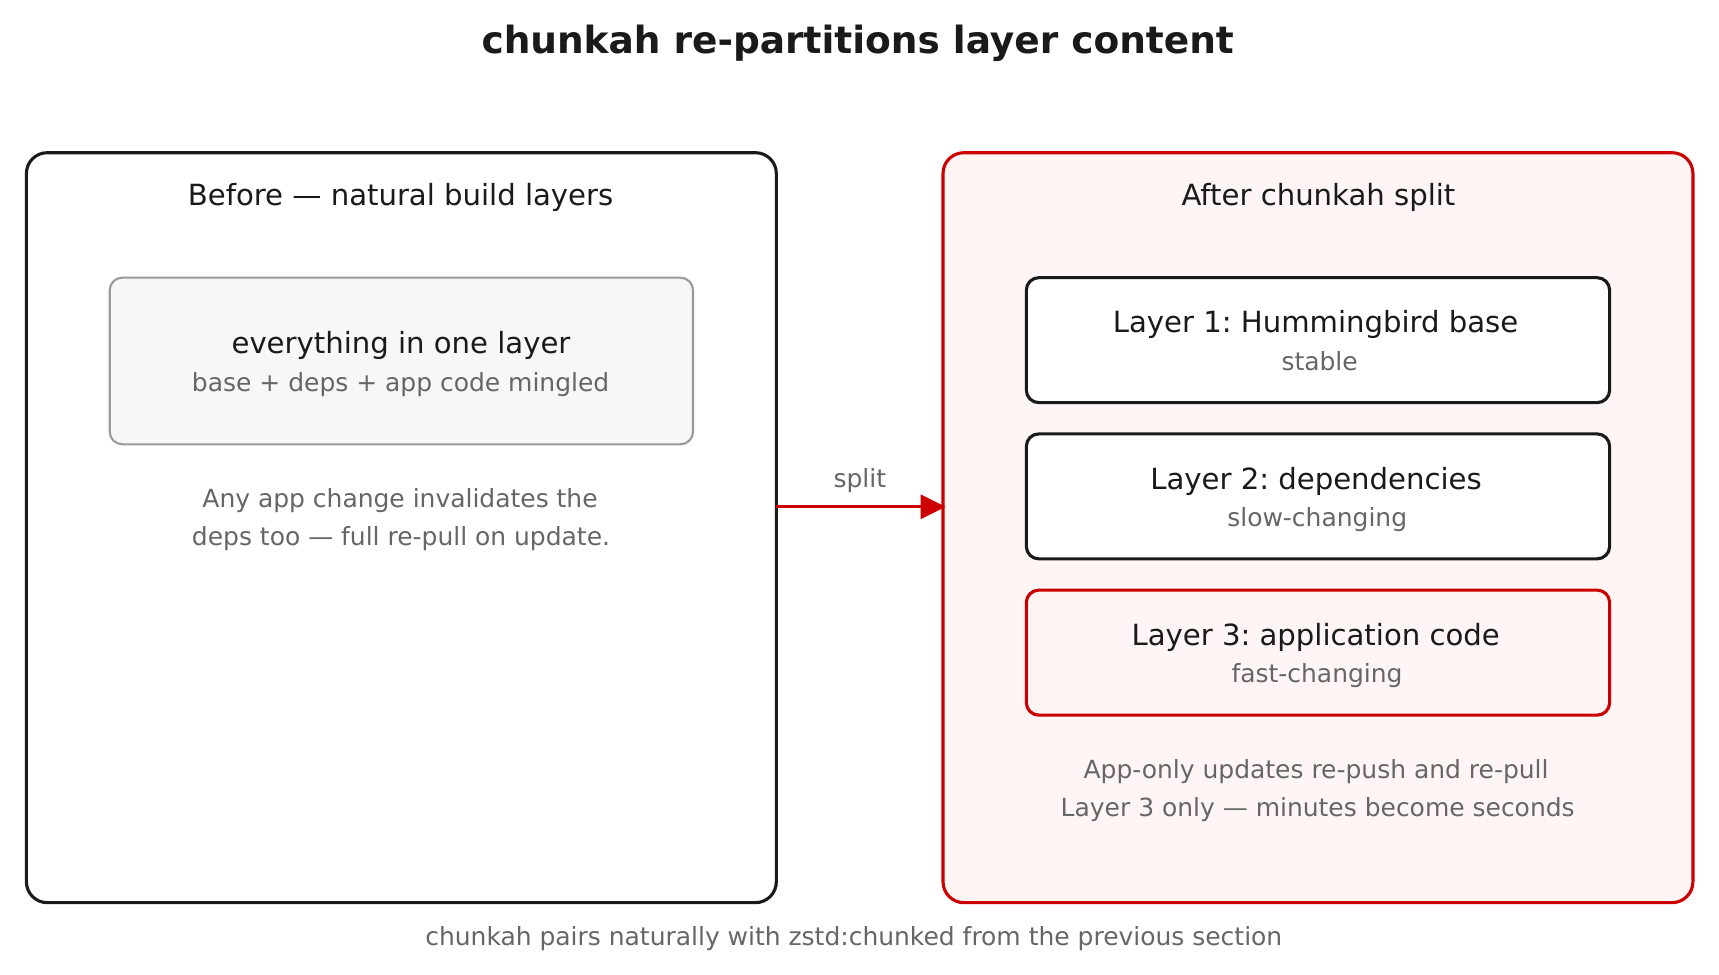 chunkah re-partitions layer content
Before — natural build layers
everything in one layer
base + deps + app code mingled
Any app change invalidates the
deps too — full re-pull on update.
split
After chunkah split
Layer 1: Hummingbird base
stable
Layer 2: dependencies
slow-changing
Layer 3: application code
fast-changing
App-only updates re-push and re-pull
Layer 3 only — minutes become seconds
chunkah pairs naturally with zstd:chunked from the previous section